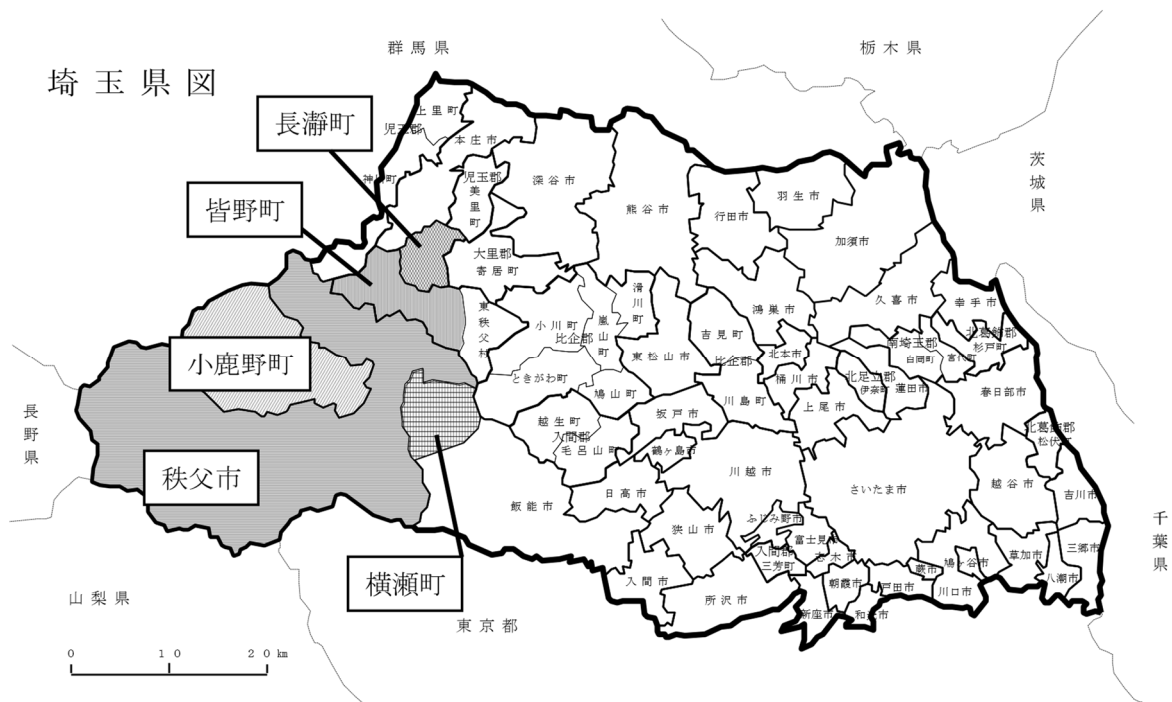 埼玉県図
群馬県
栃木県
茨城県
千葉県
東京都
山梨県
長野県
長瀞町
皆野町
小鹿野町
秩父市
横瀬町
上里町
児玉郡
本庄市
児玉郡
美里町
深谷市
熊谷市
行田市
羽生市
加須市
大里郡
寄居町
東秩父村
小川町
比企郡
嵐山町
滑川町
東松山市
吉見町
比企郡
鴻巣市
北本市
久喜市
幸手市
北葛飾郡
杉戸町
南埼玉郡
白岡町
宮代町
ときがわ町
鳩山町
川島町
桶川市
北足立郡
伊奈町
蓮田市
上尾市
春日部市
越生町
入間郡
毛呂山町
坂戸市
鶴ヶ島市
川越市
さいたま市
越谷市
北葛飾郡
松伏町
吉川市
飯能市
日高市
狭山市
ふじみ野市
富士見市
入間郡
三芳町
志木市
入間市
所沢市
新座市
朝霞市
和光市
戸田市
蕨市
鳩ヶ谷市
川口市
草加市
八潮市
三郷市
0 10 20 km